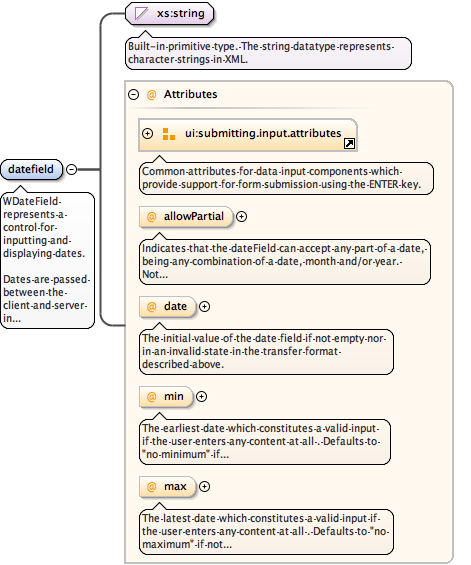 xs:string
Built-in-primitive-type.-The-string-datatype-represents-
character-strings-in-XML.
@ Attributes
ui:submitting.input.attributes
datefield
Common-attributes-for-data-input-components-which-
provide-support-for-form-submission-using-the-ENTER-key.
WDateField-
represents-a-
control-for-
inputting-and-
displaying-dates.
Dates-are-passed-
between-the-
client-and-server-
in...
@ allowPartial
Indicates-that-the-dateField-can-accept-any-part-of-a-date,-
being-any-combination-of-a-date,-month-and/or-year.-
Not...
@ date
The-initial-value-of-the-date-field-if-not-empty-nor-
in-an-invalid-state-in-the-transfer-format-
described-above.
@ min
The-earliest-date-which-constitutes-a-valid-input-
if-the-user-enters-any-content-at-all-.-Defaults-to-
"no-minimum"-if...
@ max
The-latest-date-which-constitutes-a-valid-input-if-
the-user-enters-any-content-at-all-.-Defaults-to-"no-
maximum"-if-not...